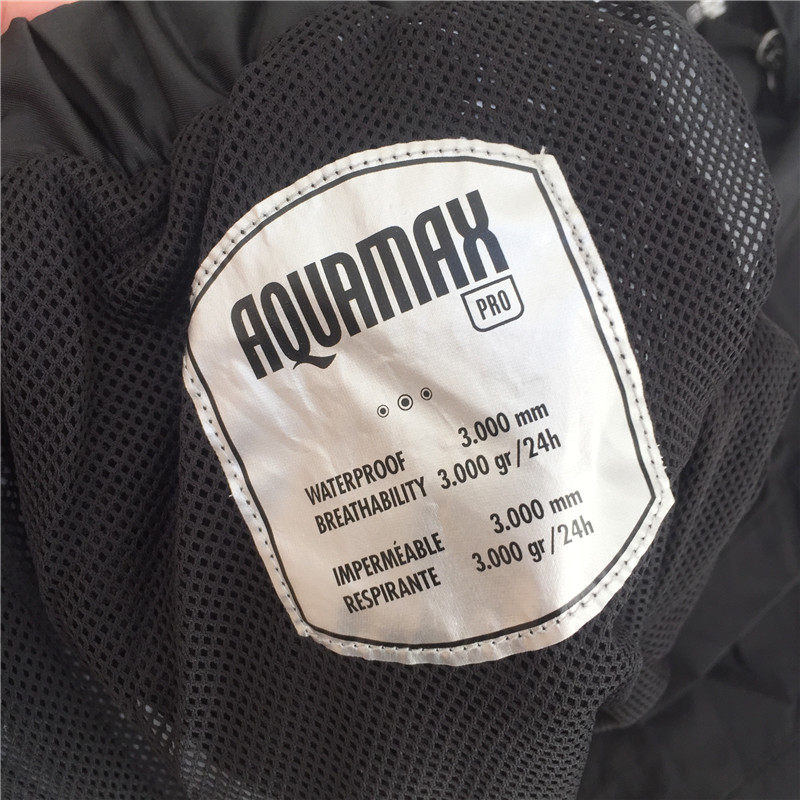 AQUAMAX
PRO
WATERPROOF 3.000 mm
BREATHABILITY 3.000 gr/24h
IMPERMÉABLE 3.000 mm
RESPIRANTE 3.000 gr/24h